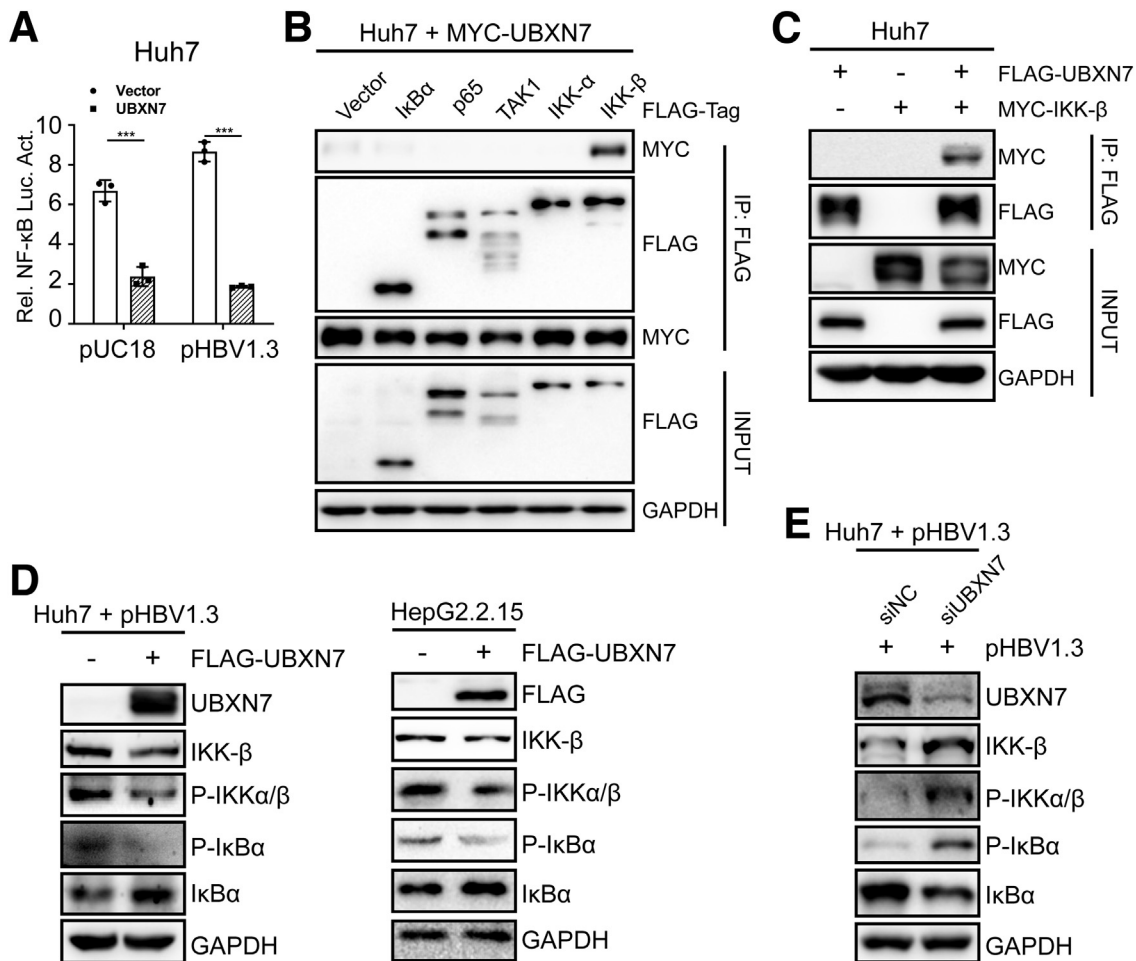 A
Huh7
Vector
UBXN7
Rel. NF-κB Luc. Act.
10
8
6
4
2
0
***
***
pUC18
pHBV1.3
B
Huh7 + MYC-UBXN7
Vector
IκBα
p65
TAK1
IKK-α
IKK-β
FLAG-Tag
MYC
FLAG
MYC
FLAG
GAPDH
IP: FLAG
INPUT
C
Huh7
+ - + FLAG-UBXN7
- + + MYC-IKK-β
MYC
FLAG
MYC
FLAG
GAPDH
IP: FLAG
INPUT
D
Huh7 + pHBV1.3
- + FLAG-UBXN7
UBXN7
IKK-β
P-IKKα/β
P-IκBα
IκBα
GAPDH
HepG2.2.15
- + FLAG-UBXN7
FLAG
IKK-β
P-IKKα/β
P-IκBα
IκBα
GAPDH
E
Huh7 + pHBV1.3
siNC
siUBXN7
+ + pHBV1.3
UBXN7
IKK-β
P-IKKα/β
P-IκBα
IκBα
GAPDH